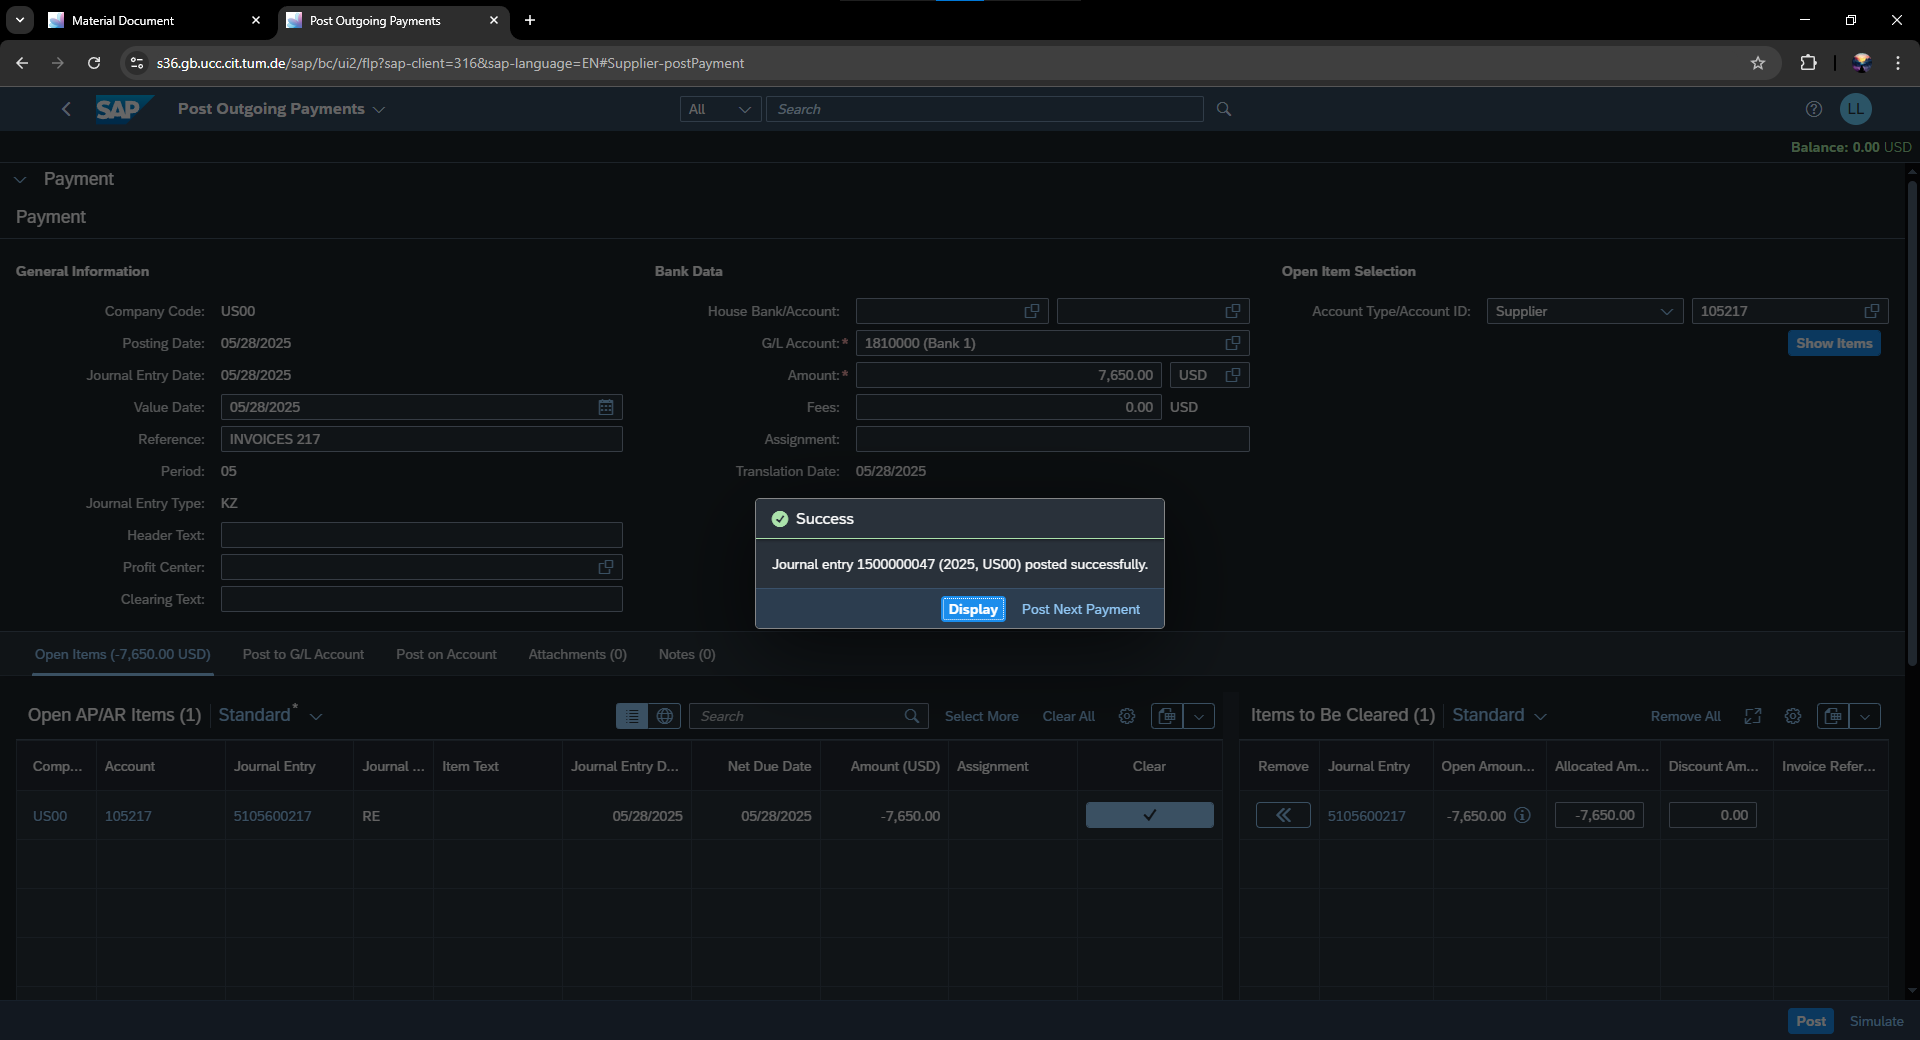 Material Document
Post Outgoing Payments
s36.gb.ucc.cit.tum.de/sap/bc/ui2/flp?sap-client=316&sap-language=EN#Supplier-postPayment
SAP Post Outgoing Payments All Search LL
Balance: 0.00 USD
Payment
Payment
General Information
Company Code: US00
Posting Date: 05/28/2025
Journal Entry Date: 05/28/2025
Value Date: 05/28/2025
Reference: INVOICES 217
Period: 05
Journal Entry Type: KZ
Header Text:
Profit Center:
Clearing Text:
Bank Data
House Bank/Account:
G/L Account:* 1810000 (Bank 1)
Amount:* 7,650.00 USD
Fees: 0.00 USD
Assignment:
Translation Date: 05/28/2025
Open Item Selection
Account Type/Account ID: Supplier 105217
Show Items
Success
Journal entry 1500000047 (2025, US00) posted successfully.
Display Post Next Payment
Open Items (-7,650.00 USD) Post to G/L Account Post on Account Attachments (0) Notes (0)
Open AP/AR Items (1) Standard* Search Select More Clear All
Comp... Account Journal Entry Journal ... Item Text Journal Entry D... Net Due Date Amount (USD) Assignment Clear
US00 105217 5105600217 RE 05/28/2025 05/28/2025 -7,650.00
Items to Be Cleared (1) Standard Remove All
Remove Journal Entry Open Amoun... Allocated Am... Discount Am... Invoice Refer...
5105600217 -7,650.00 -7,650.00 0.00
Post Simulate